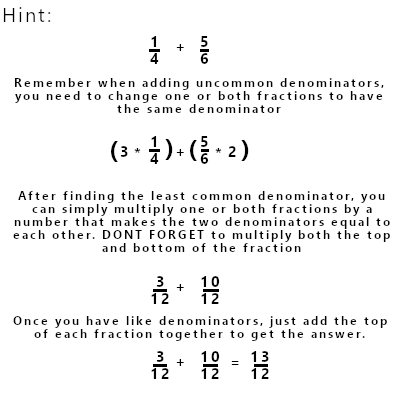 Hint:
1/4 + 5/6
Remember when adding uncommon denominators,
you need to change one or both fractions to have
the same denominator
(3 * 1/4) + (5/6 * 2)
After finding the least common denominator, you
can simply multiply one or both fractions by a
number that makes the two denominators equal to
each other. DONT FORGET to multiply both the top
and bottom of the fraction
3/12 + 10/12
Once you have like denominators, just add the top
of each fraction together to get the answer.
3/12 + 10/12 = 13/12